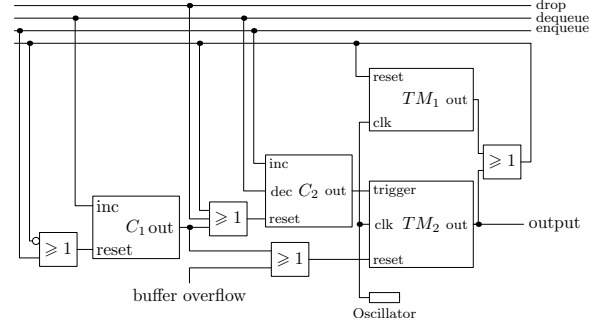 drop
dequeue
enqueue
reset
TM₁ out
clk
⩾ 1
inc
dec C₂ out
reset
trigger
clk TM₂ out
reset
output
inc
C₁ out
reset
⩾ 1
⩾ 1
⩾ 1
buffer overflow
Oscillator